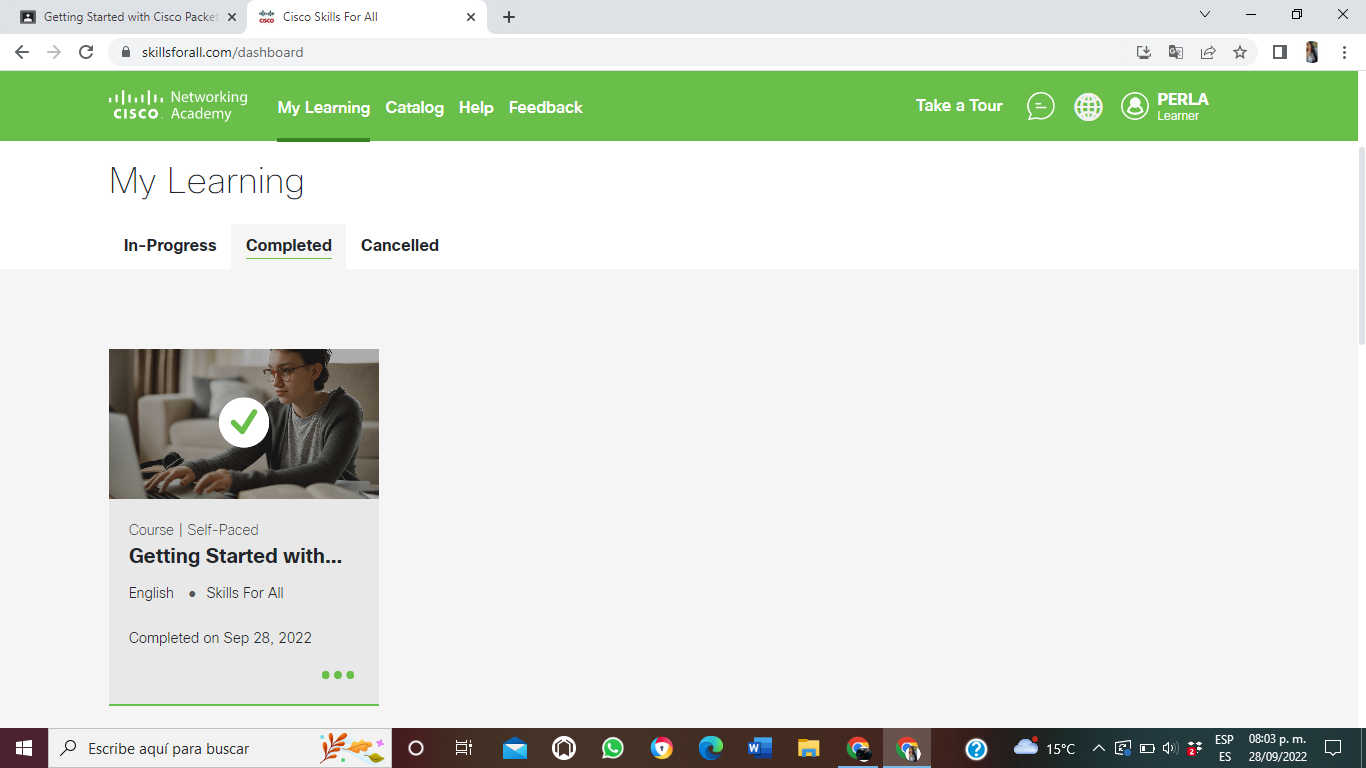 Getting Started with Cisco Packet
Cisco Skills For All
skillsforall.com/dashboard
CISCO Networking Academy
My Learning
Catalog
Help
Feedback
Take a Tour
PERLA
Learner
My Learning
In-Progress
Completed
Cancelled
Course | Self-Paced
Getting Started with...
English • Skills For All
Completed on Sep 28, 2022
Escribe aquí para buscar
15°C
ESP
ES
08:03 p. m.
28/09/2022